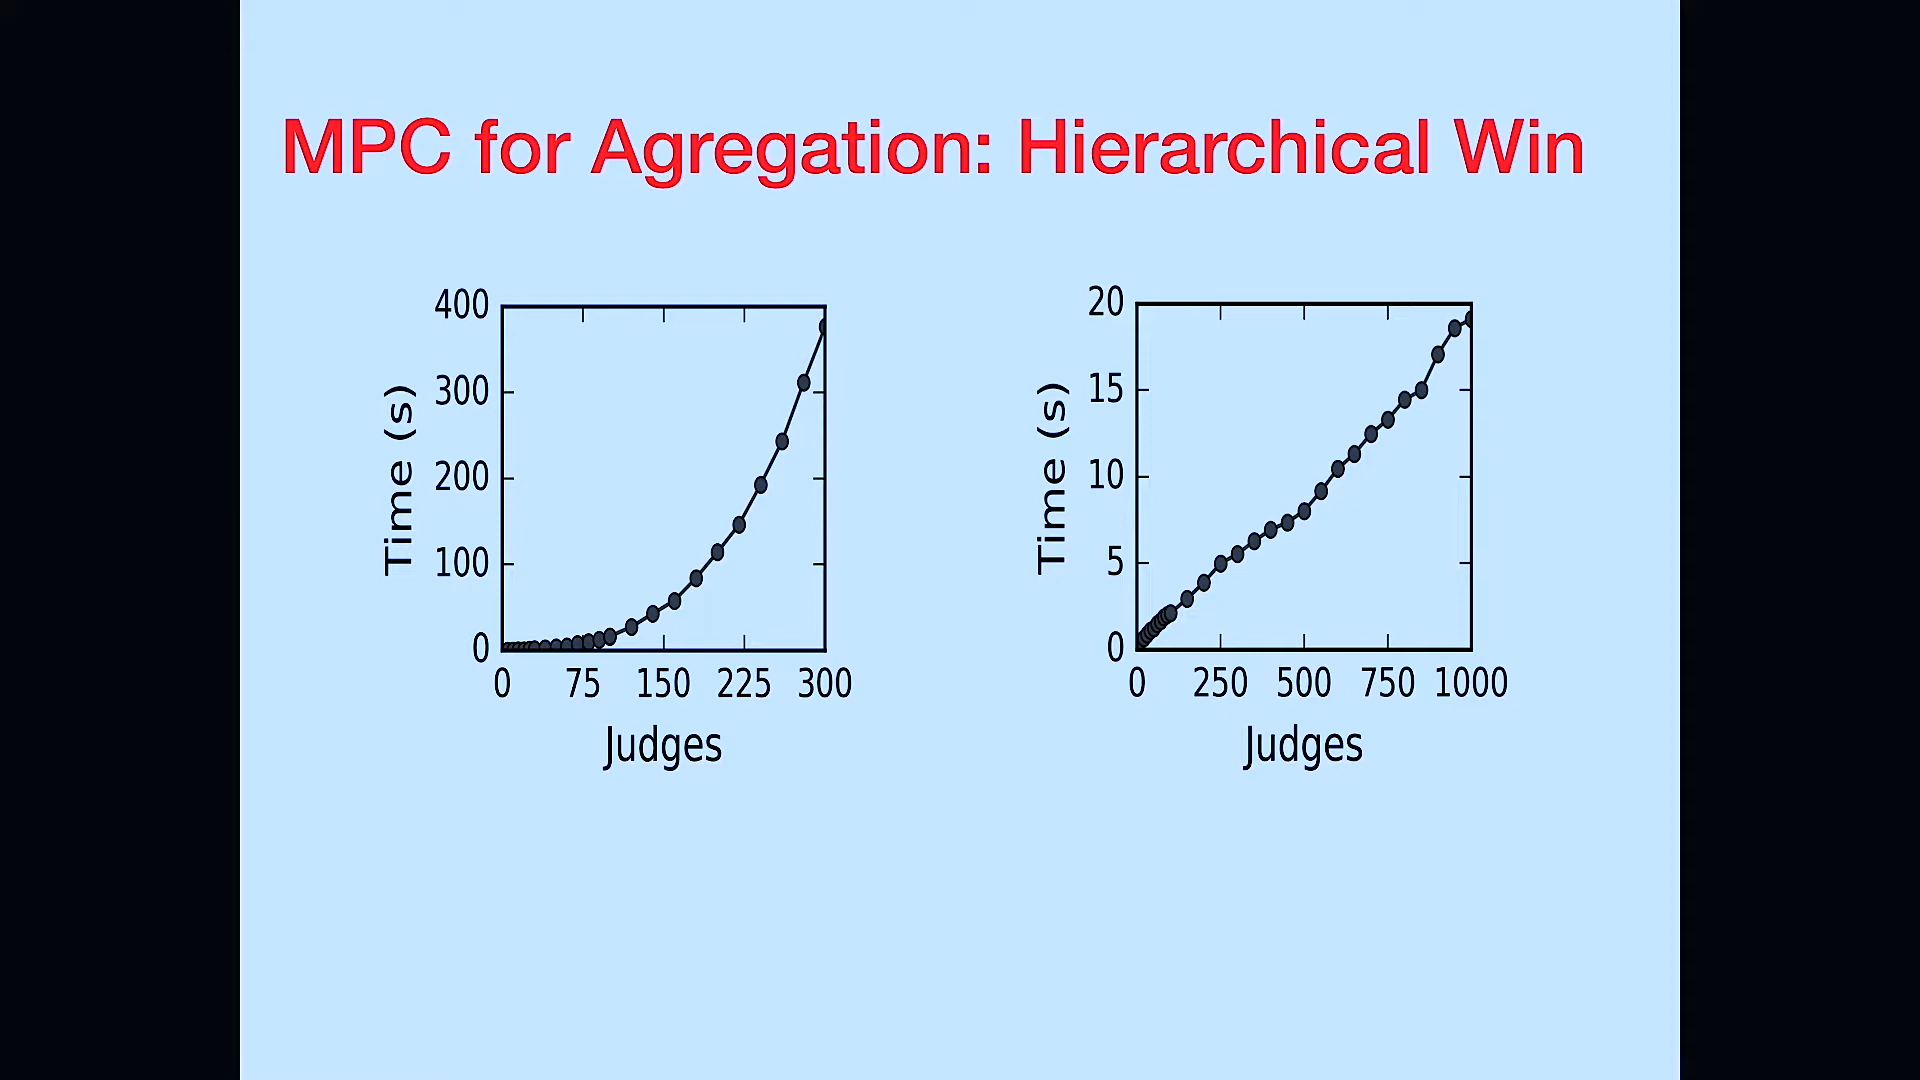 MPC for Agregation: Hierarchical Win
400
300
200
100
0
Time (s)
0 75 150 225 300
Judges
20
15
10
5
0
Time (s)
0 250 500 750 1000
Judges